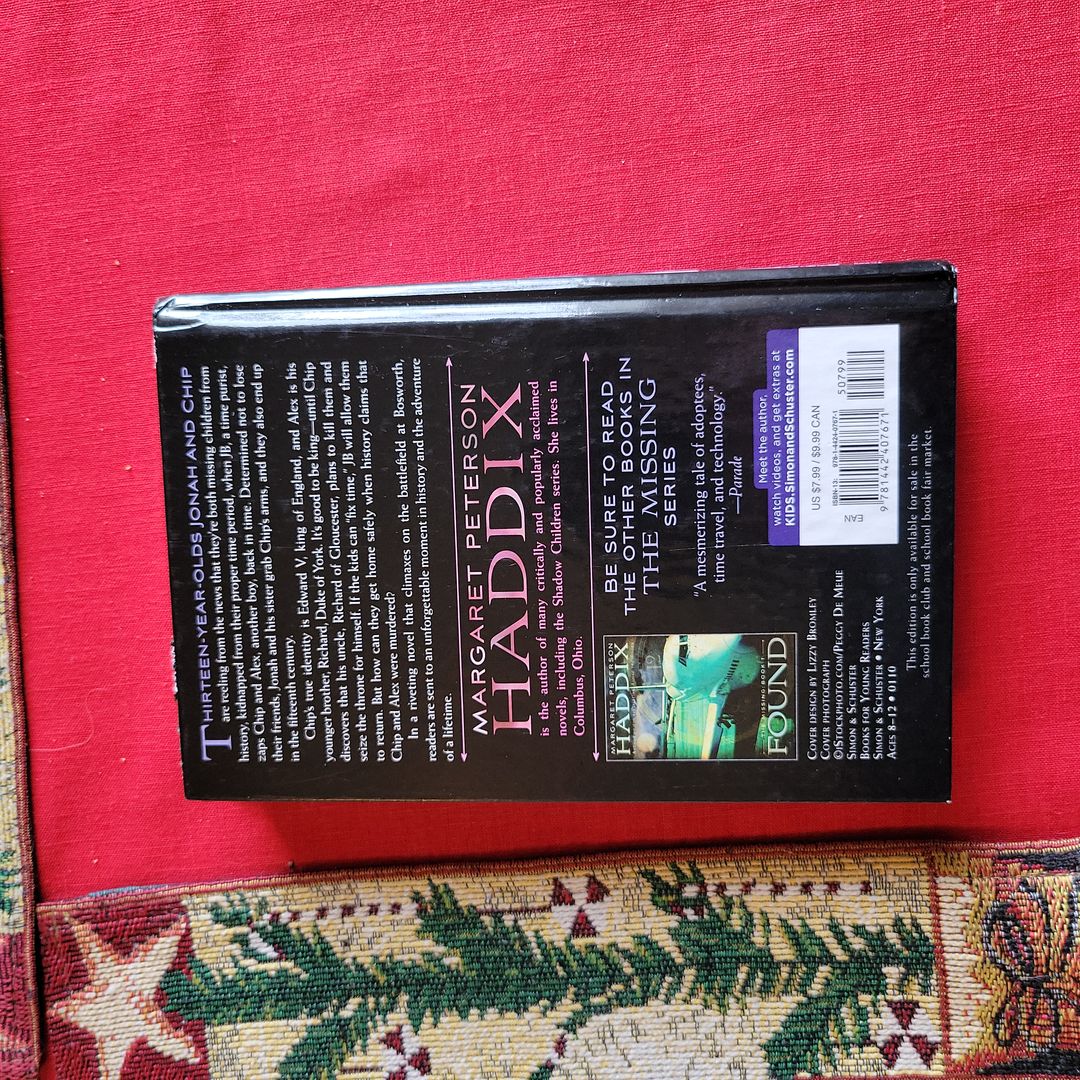 THIRTEEN-YEAR-OLDS JONAH AND CHIP
are reeling from the news that they're both missing children from
history, kidnapped from their proper time period, when JB, a time purist,
zaps Chip and Alex, another boy, back in time. Determined not to lose
their friends, Jonah and his sister grab Chip's arms, and they also end up
in the fifteenth century.
Chip's true identity is Edward V, king of England, and Alex is his
younger brother, Richard, Duke of York. It's good to be king—until Chip
discovers that his uncle, Richard of Gloucester, plans to kill them and
seize the throne for himself. If the kids can "fix time," JB will allow them
to return. But how can they get home safely when history claims that
Chip and Alex were murdered?
In a riveting novel that climaxes on the battlefield at Bosworth,
readers are sent to an unforgettable moment in history and the adventure
of a lifetime.
MARGARET PETERSON
HADDIX
is the author of many critically and popularly acclaimed
novels, including the Shadow Children series. She lives in
Columbus, Ohio.
BE SURE TO READ
THE OTHER BOOKS IN
THE MISSING
SERIES
"A mesmerizing tale of adoptees,
time travel, and technology."
—Parade
MARGARET PETERSON
HADDIX
THE MISSING: BOOK 1
FOUND
COVER DESIGN BY LIZZY BROMLEY
COVER PHOTOGRAPH
©ISTOCKPHOTO.COM/PEGGY DE MEUE
SIMON & SCHUSTER
BOOKS FOR YOUNG READERS
SIMON & SCHUSTER • NEW YORK
AGES 8–12 • 0110
Meet the author,
watch videos, and get extras at
KIDS.SimonandSchuster.com
US $7.99 / $9.99 CAN
ISBN-13: 978-1-4424-0767-1
EAN
50799
9 781442 407671
This edition is only available for sale in the
school book club and school book fair market.